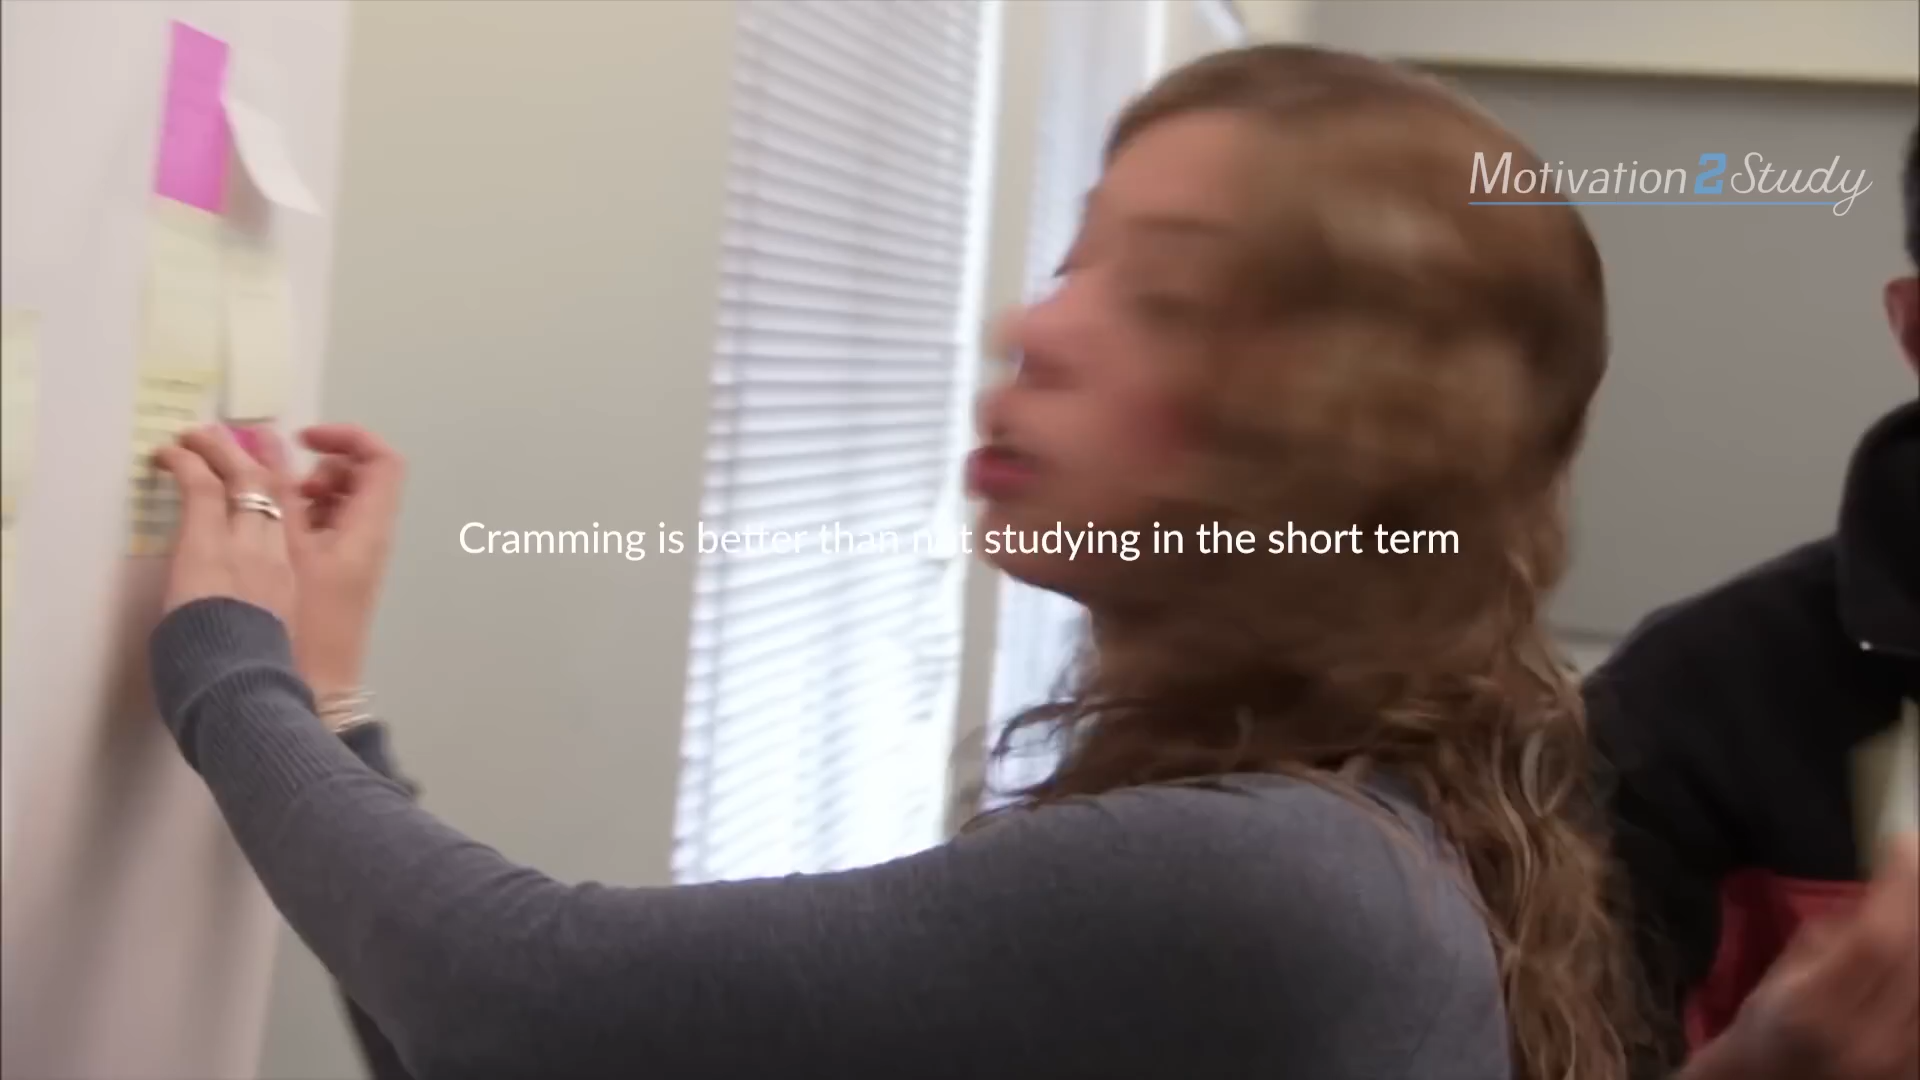 Motivation2Study
Cramming is better than not studying in the short term